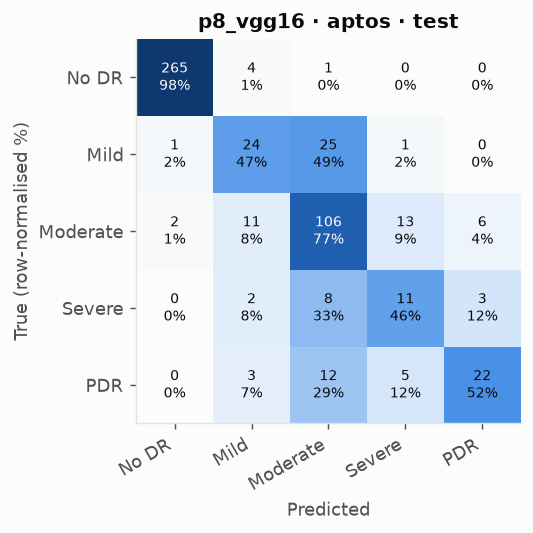 p8_vgg16 · aptos · test
True (row-normalised %)
No DR
265 4 1 0 0
98% 1% 0% 0% 0%
Mild
1 24 25 1 0
2% 47% 49% 2% 0%
Moderate
2 11 106 13 6
1% 8% 77% 9% 4%
Severe
0 2 8 11 3
0% 8% 33% 46% 12%
PDR
0 3 12 5 22
0% 7% 29% 12% 52%
No DR Mild Moderate Severe PDR
Predicted